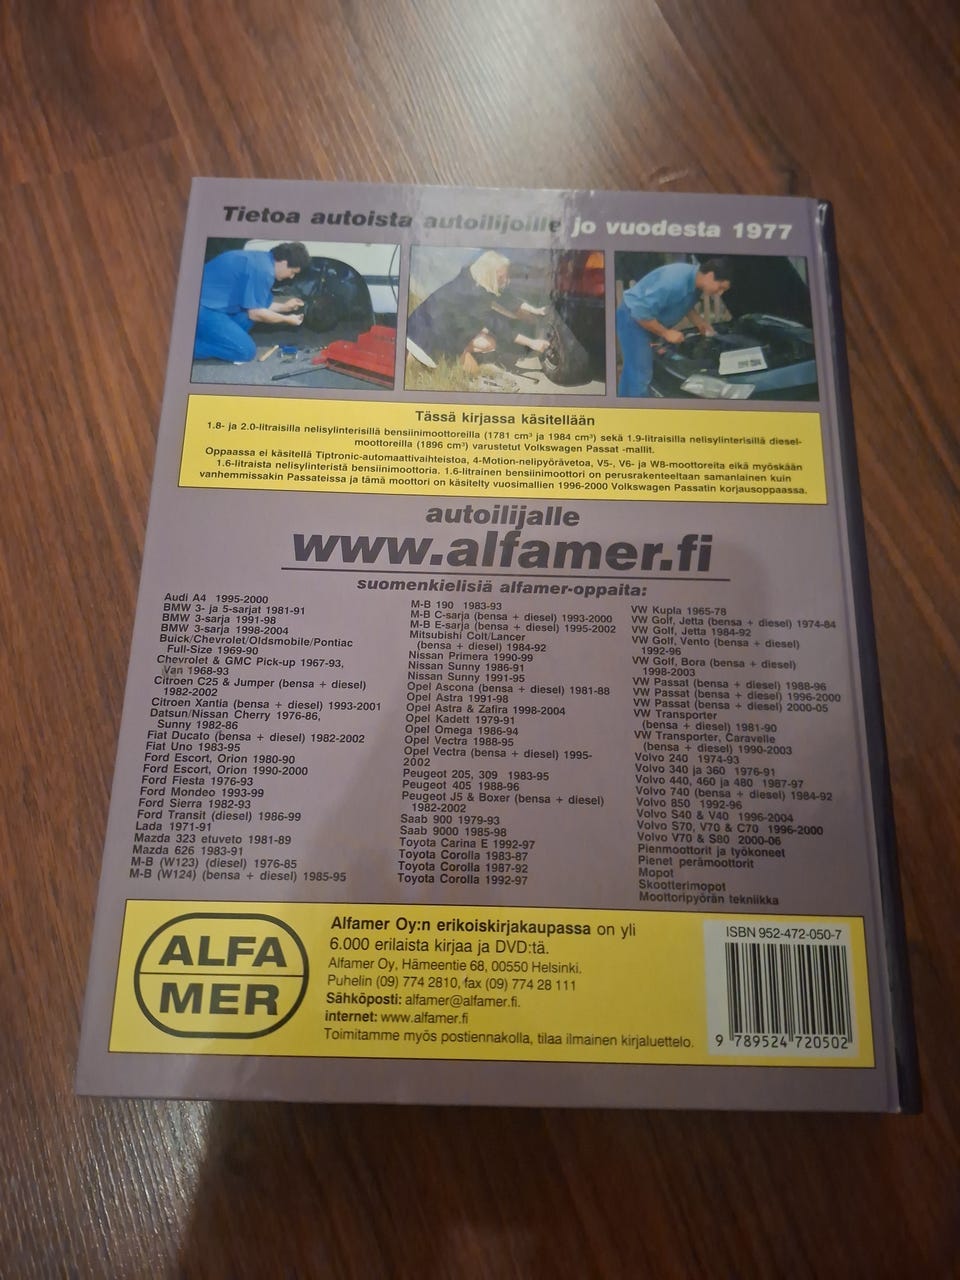 Tietoa autoista autoilijoille jo vuodesta 1977
Tässä kirjassa käsitellään
1.8- ja 2.0-litraisilla nelisylinterisillä bensiinimoottoreilla (1781 cm³ ja 1984 cm³) sekä 1.9-litraisilla nelisylinterisillä diesel-
moottoreilla (1896 cm³) varustetut Volkswagen Passat -mallit.
Oppaassa ei käsitellä Tiptronic-automaattivaihteistoa, 4-Motion-nelipyörävetoa, V5-, V6- ja W8-moottoreita eikä myöskään
1.6-litraista nelisylinteristä bensiinimoottoria. 1.6-litrainen bensiinimoottori on perusrakenteeltaan samanlainen kuin
vanhemmissakin Passateissa ja tämä moottori on käsitelty vuosimallien 1996-2000 Volkswagen Passatin korjausoppaassa.
autoilijalle
www.alfamer.fi
suomenkielisiä alfamer-oppaita:
Audi A4 1995-2000
BMW 3- ja 5-sarjat 1981-91
BMW 3-sarja 1991-98
BMW 3-sarja 1998-2004
Buick/Chevrolet/Oldsmobile/Pontiac
Full-Size 1969-90
Chevrolet & GMC Pick-up 1967-93,
Van 1968-93
Citroen C25 & Jumper (bensa + diesel)
1982-2002
Citroen Xantia (bensa + diesel) 1993-2001
Datsun/Nissan Cherry 1976-86,
Sunny 1982-86
Fiat Ducato (bensa + diesel) 1982-2002
Fiat Uno 1983-95
Ford Escort, Orion 1980-90
Ford Escort, Orion 1990-2000
Ford Fiesta 1976-93
Ford Mondeo 1993-99
Ford Sierra 1982-93
Ford Transit (diesel) 1986-99
Lada 1971-91
Mazda 323 etuveto 1981-89
Mazda 626 1983-91
M-B (W123) (diesel) 1976-85
M-B (W124) (bensa + diesel) 1985-95
M-B 190 1983-93
M-B C-sarja (bensa + diesel) 1993-2000
M-B E-sarja (bensa + diesel) 1995-2002
Mitsubishi Colt/Lancer
(bensa + diesel) 1984-92
Nissan Primera 1990-99
Nissan Sunny 1986-91
Nissan Sunny 1991-95
Opel Ascona (bensa + diesel) 1981-88
Opel Astra 1991-98
Opel Astra & Zafira 1998-2004
Opel Kadett 1979-91
Opel Omega 1986-94
Opel Vectra 1988-95
Opel Vectra (bensa + diesel) 1995-
2002
Peugeot 205, 309 1983-95
Peugeot 405 1988-96
Peugeot J5 & Boxer (bensa + diesel)
1982-2002
Saab 900 1979-93
Saab 9000 1985-98
Toyota Carina E 1992-97
Toyota Corolla 1983-87
Toyota Corolla 1987-92
Toyota Corolla 1992-97
VW Kupla 1965-78
VW Golf, Jetta (bensa + diesel) 1974-84
VW Golf, Jetta 1984-92
VW Golf, Vento (bensa + diesel)
1992-96
VW Golf, Bora (bensa + diesel)
1998-2003
VW Passat (bensa + diesel) 1988-96
VW Passat (bensa + diesel) 1996-2000
VW Passat (bensa + diesel) 2000-05
VW Transporter
(bensa + diesel) 1981-90
VW Transporter, Caravelle
(bensa + diesel) 1990-2003
Volvo 240 1974-93
Volvo 340 ja 360 1976-91
Volvo 440, 460 ja 480 1987-97
Volvo 740 (bensa + diesel) 1984-92
Volvo 850 1992-96
Volvo S40 & V40 1996-2004
Volvo S70, V70 & C70 1996-2000
Volvo V70 & S80 2000-06
Pienmoottorit ja työkoneet
Pienet perämoottorit
Mopot
Skootterimopot
Moottoripyörän tekniikka
ALFA
MER
Alfamer Oy:n erikoiskirjakaupassa on yli
6.000 erilaista kirjaa ja DVD:tä.
Alfamer Oy, Hämeentie 68, 00550 Helsinki.
Puhelin (09) 774 2810, fax (09) 774 28 111
Sähköposti: alfamer@alfamer.fi.
internet: www.alfamer.fi
Toimitamme myös postiennakolla, tilaa ilmainen kirjaluettelo.
ISBN 952-472-050-7
9 789524 720502